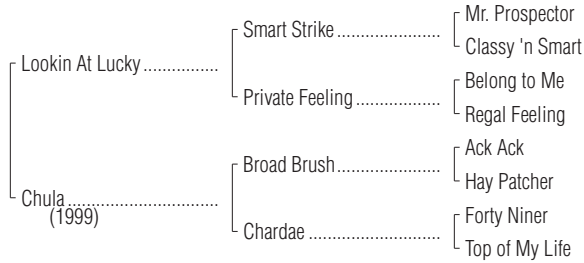 Mr. Prospector
Smart Strike ....................
Classy 'n Smart
Lookin At Lucky ...............
Belong to Me
Private Feeling ................
Regal Feeling
Ack Ack
Broad Brush ....................
Hay Patcher
Chula ........................
(1999)
Forty Niner
Chardae .........................
Top of My Life